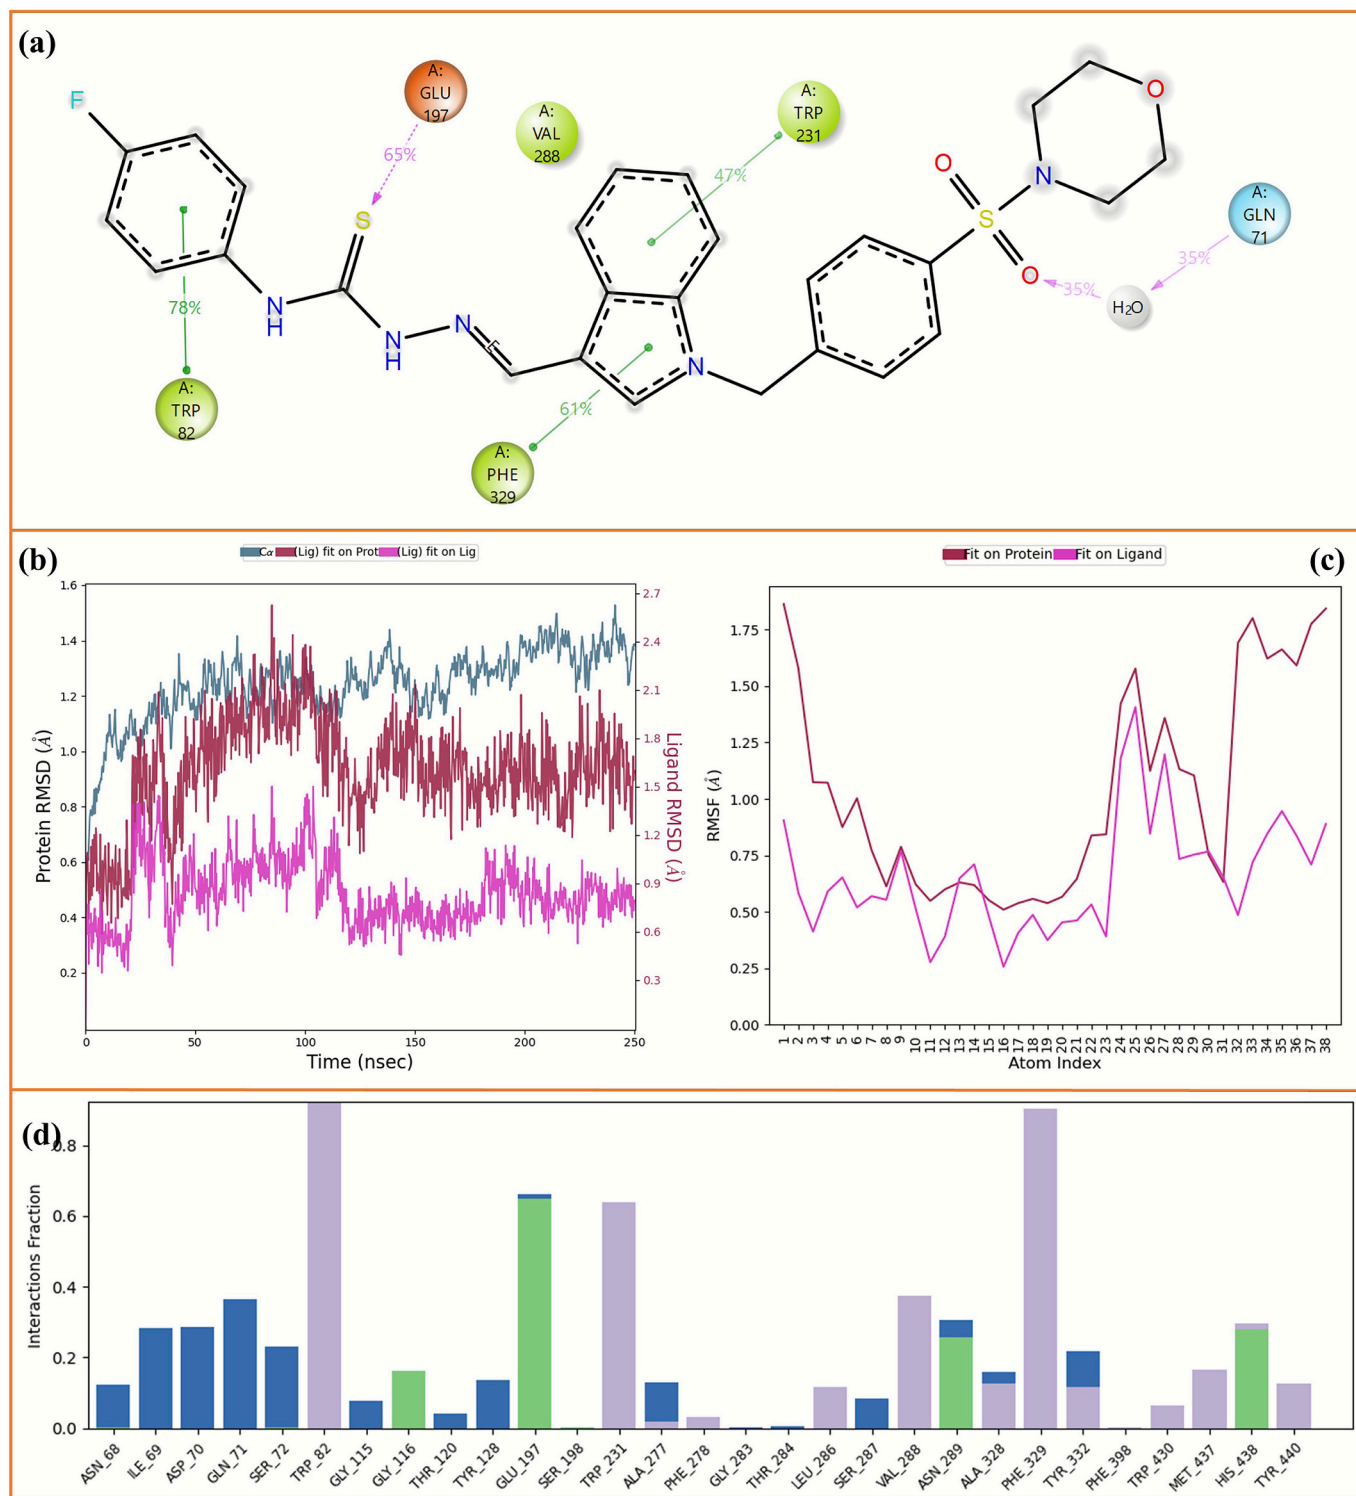 (a)
F
A:
GLU
197
65%
S
A:
VAL
288
A:
TRP
231
47%
O
O
N
S
O
A:
GLN
71
35%
35%
H₂O
78%
N
H
N
H
N
E
N
61%
A:
TRP
82
A:
PHE
329
(b)
Cα (Lig) fit on Prot (Lig) fit on Lig
1.6
1.4
1.2
1.0
0.8
0.6
0.4
0.2
Protein RMSD (Å)
2.7
2.4
2.1
1.8
1.5
1.2
0.9
0.6
0.3
Ligand RMSD (Å)
0 50 100 150 200 250
Time (nsec)
(c)
Fit on Protein Fit on Ligand
1.75
1.50
1.25
1.00
0.75
0.50
0.25
0.00
RMSF (Å)
1 2 3 4 5 6 7 8 9 10 11 12 13 14 15 16 17 18 19 20 21 22 23 24 25 26 27 28 29 30 31 32 33 34 35 36 37 38
Atom Index
(d)
0.8
0.6
0.4
0.2
0.0
Interactions Fraction
ASN_68 ILE_69 ASP_70 GLN_71 SER_72 TRP_82 GLY_115 GLY_116 THR_120 TYR_128 GLU_197 SER_198 TRP_231 ALA_277 PHE_278 GLY_283 THR_284 LEU_286 SER_287 VAL_288 ASN_289 ALA_328 PHE_329 TYR_332 PHE_398 TRP_430 MET_437 HIS_438 TYR_440